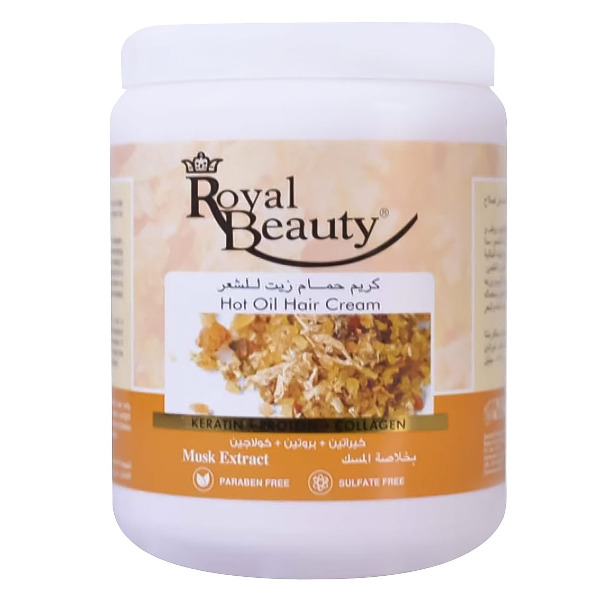 Royal
Beauty®
كريم حمام زيت للشعر
Hot Oil Hair Cream
KERATIN + PROTEIN + COLLAGEN
كيراتين + بروتين + كولاجين
Musk Extract بخلاصة المسك
PARABEN FREE SULFATE FREE